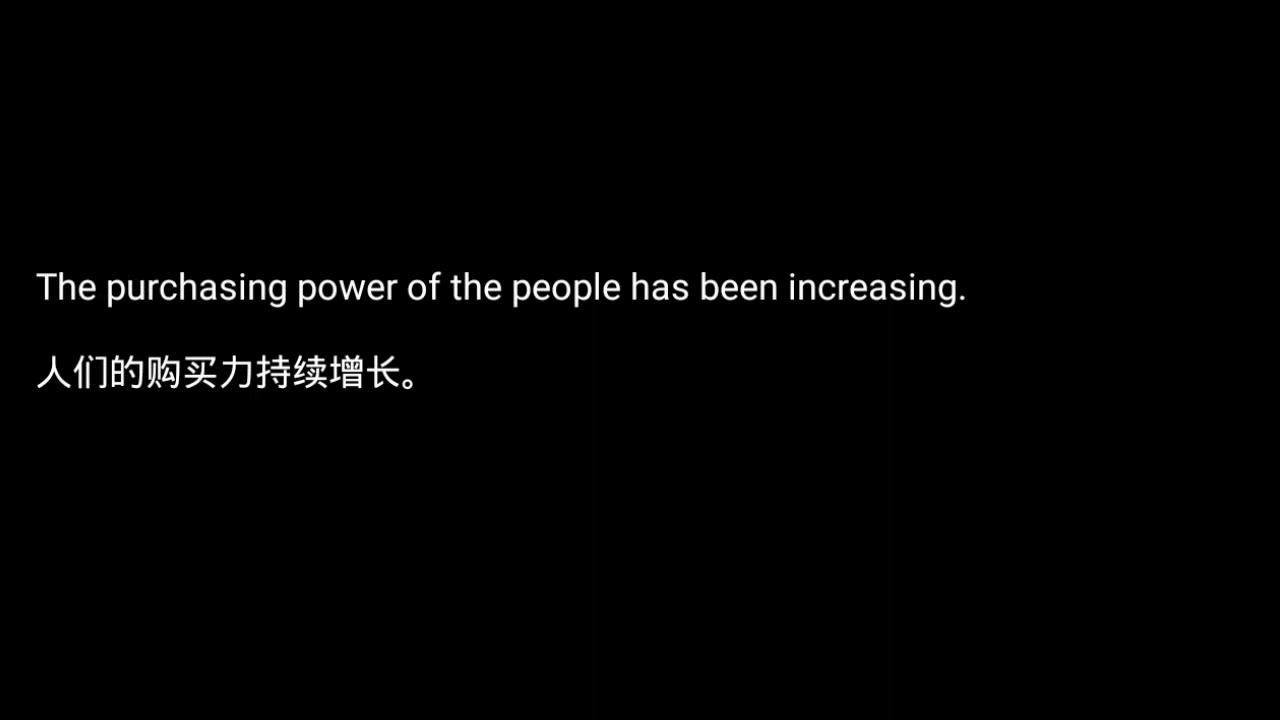 The purchasing power of the people has been increasing.
人们的购买力持续增长。